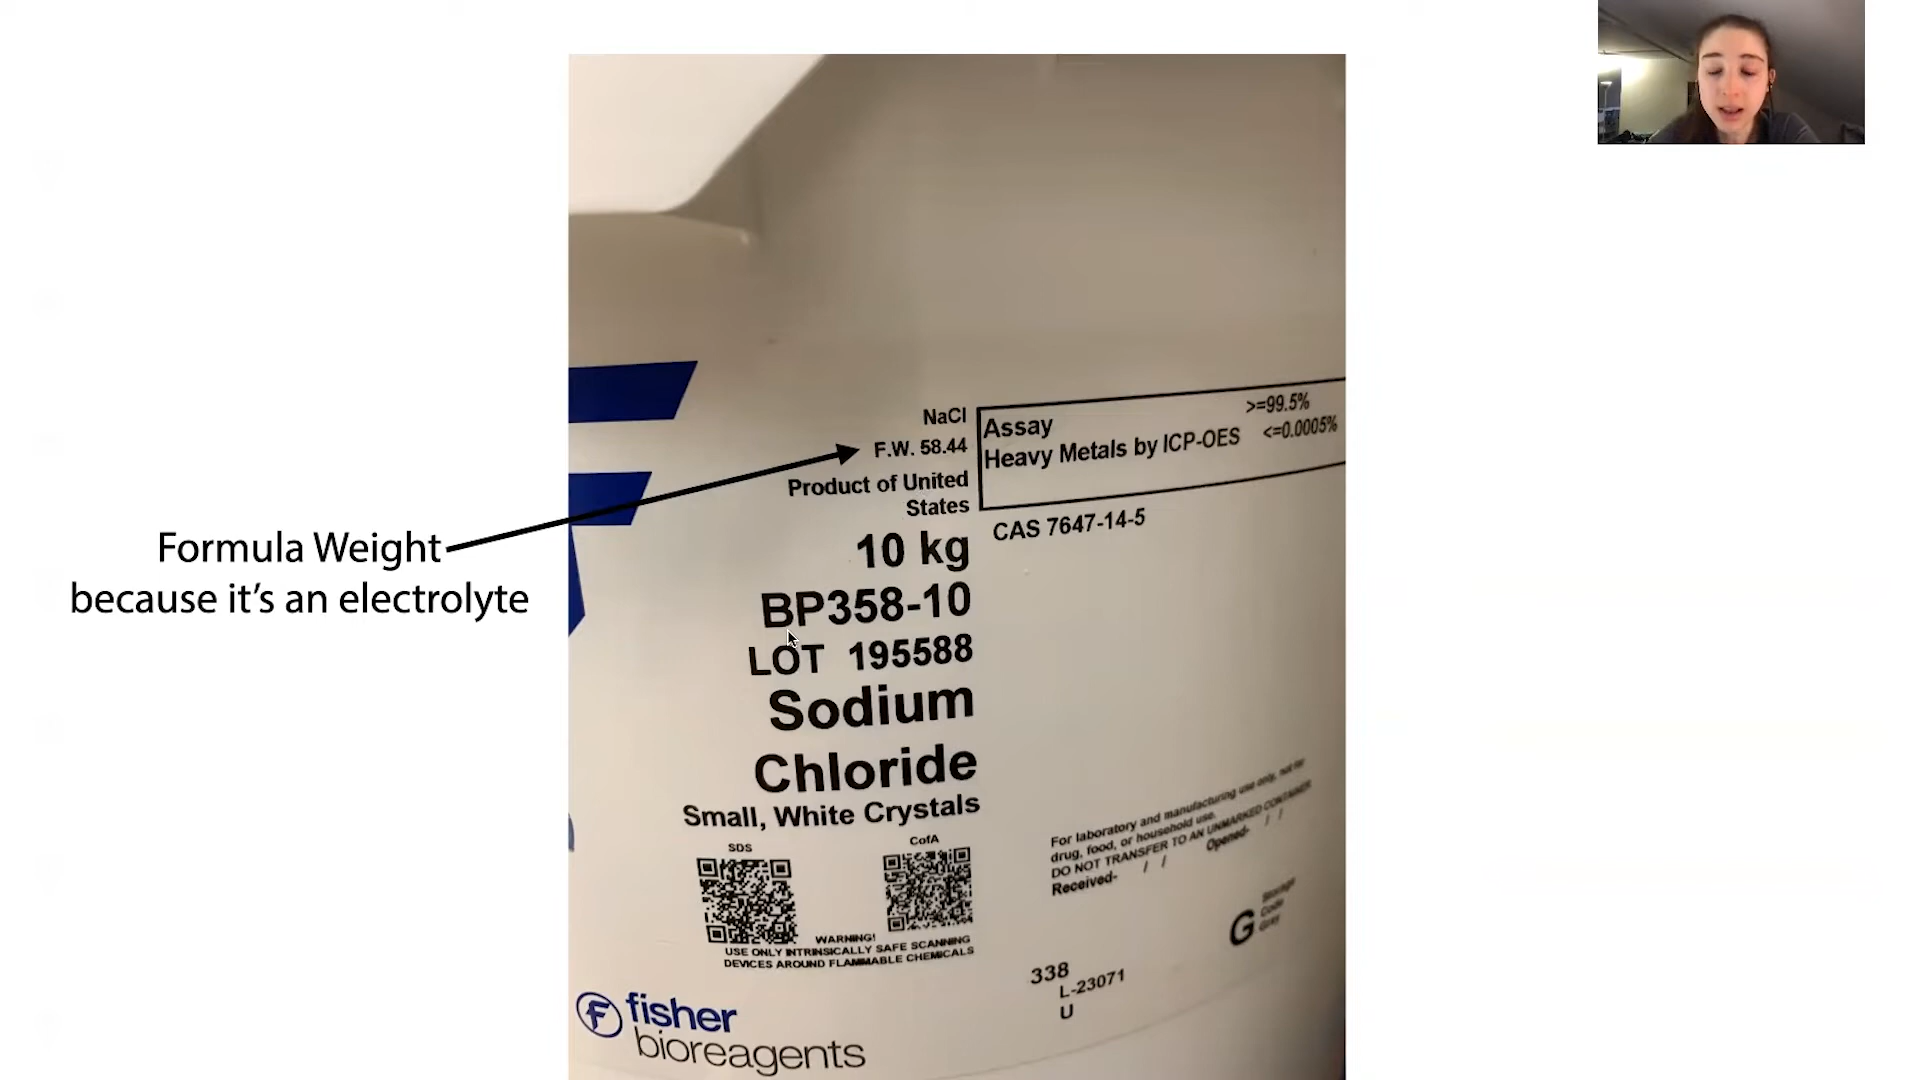 Formula Weight
because it's an electrolyte
NaCl
F.W. 58.44
Product of United
States
10 kg
BP358-10
LOT 195588
Sodium
Chloride
Small, White Crystals
Assay >=99.5%
Heavy Metals by ICP-OES <=0.0005%
CAS 7647-14-5
SDS
CofA
WARNING!
USE ONLY INTRINSICALLY SAFE SCANNING
DEVICES AROUND FLAMMABLE CHEMICALS
For laboratory and manufacturing use only, not for
drug, food, or household use.
DO NOT TRANSFER TO AN UNMARKED CONTAINER
Received- / / Opened- / /
G
Storage
Code
Gray
338
L-23071
U
fisher
bioreagents